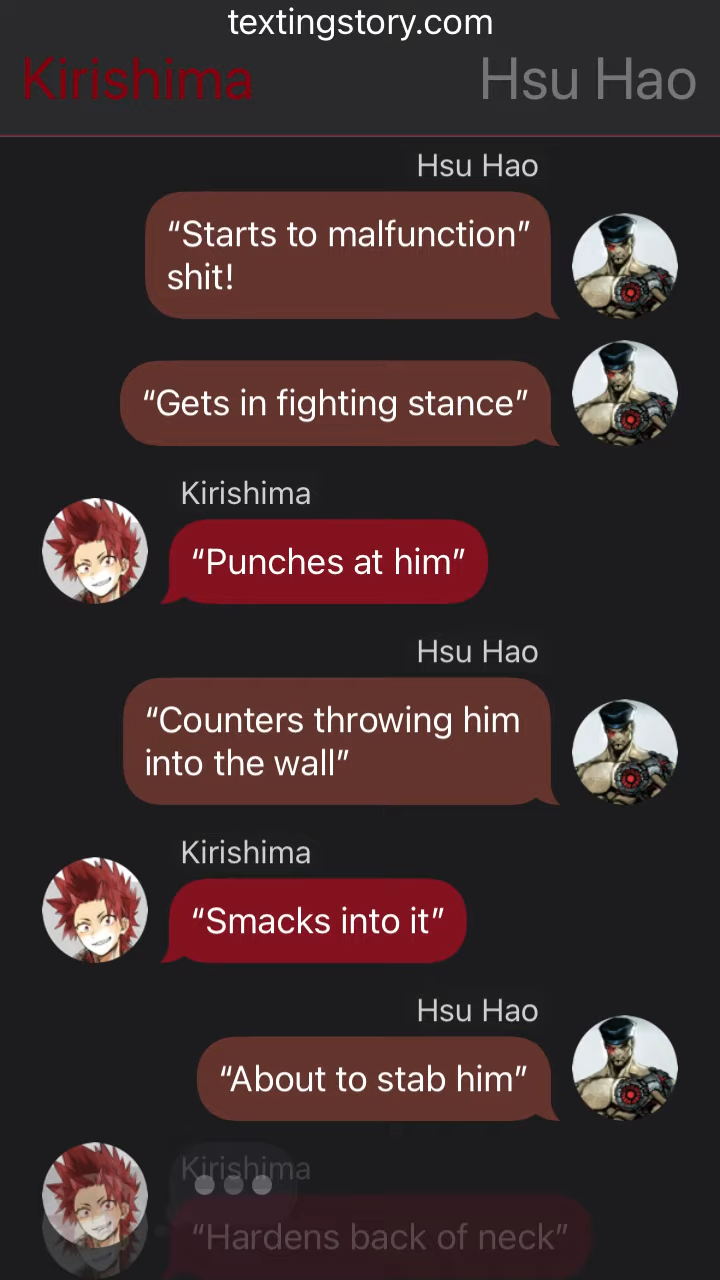 textingstory.com
Kirishima Hsu Hao
Hsu Hao
“Starts to malfunction”
shit!
“Gets in fighting stance”
Kirishima
“Punches at him”
Hsu Hao
“Counters throwing him
into the wall”
Kirishima
“Smacks into it”
Hsu Hao
“About to stab him”
Kirishima
“Hardens back of neck”